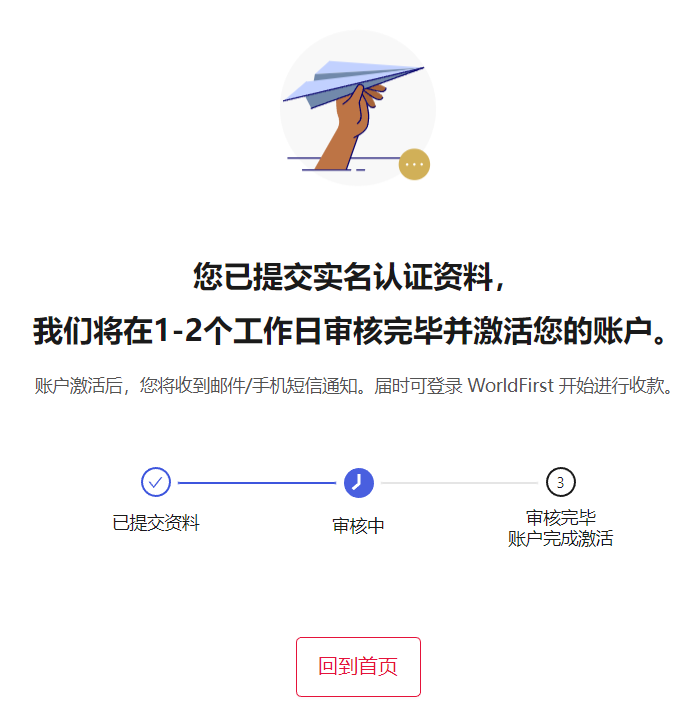 您已提交实名认证资料，
我们将在1-2个工作日审核完毕并激活您的账户。
账户激活后，您将收到邮件/手机短信通知。届时可登录 WorldFirst 开始进行收款。
3
已提交资料
审核中
审核完毕
账户完成激活
回到首页